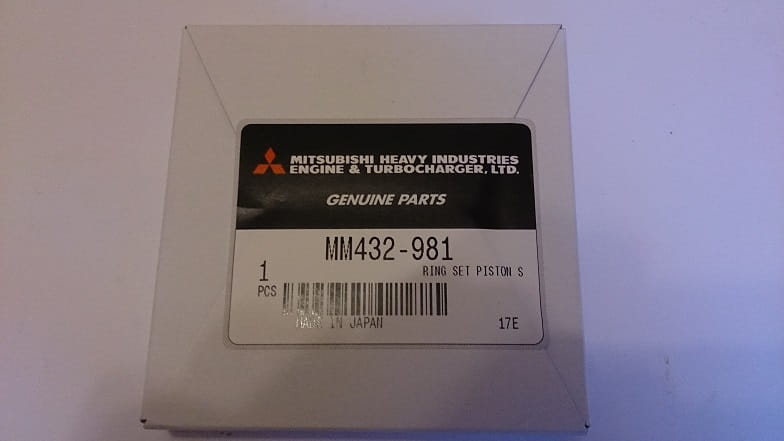 MITSUBISHI HEAVY INDUSTRIES
ENGINE & TURBOCHARGER, LTD.
GENUINE PARTS
MM432-981
1
PCS
RING SET PISTON S
MADE IN JAPAN
17E